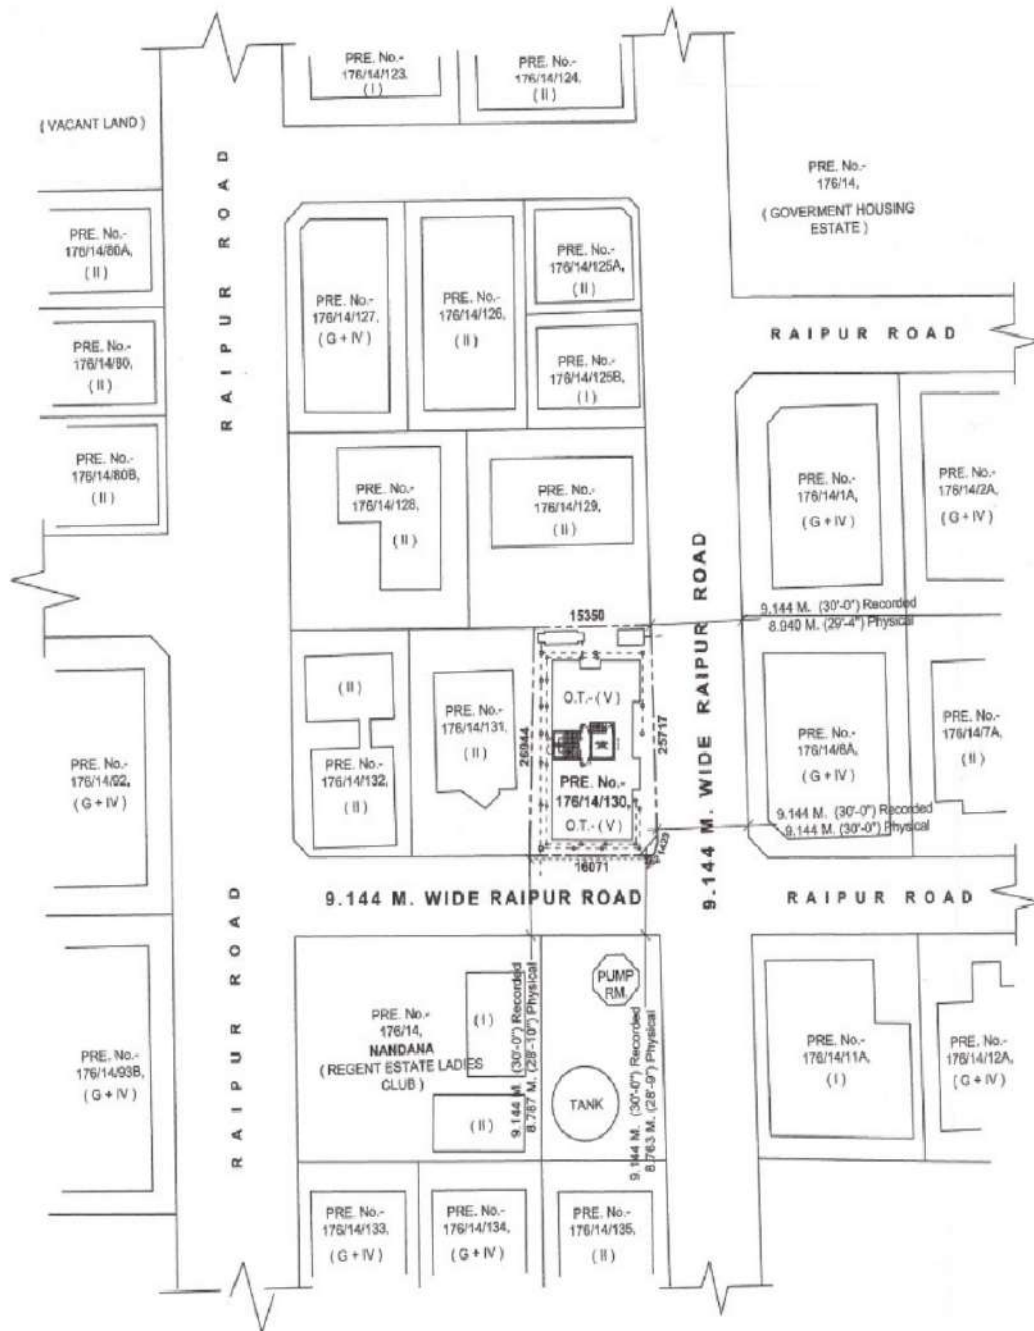 PRE. No.-
176/14/123,
( I )
PRE. No.-
176/14/124,
( II )
( VACANT LAND )
RAIPUR ROAD
PRE. No.-
176/14,
( GOVERMENT HOUSING
ESTATE )
PRE. No.-
176/14/80A,
( II )
PRE. No.-
176/14/127,
( G + IV )
PRE. No.-
176/14/126,
( II )
PRE. No.-
176/14/125A,
( II )
RAIPUR ROAD
PRE. No.-
176/14/80,
( II )
PRE. No.-
176/14/125B,
( I )
PRE. No.-
176/14/80B,
( II )
PRE. No.-
176/14/128,
( II )
PRE. No.-
176/14/129,
( II )
PRE. No.-
176/14/1A,
( G + IV )
PRE. No.-
176/14/2A,
( G + IV )
9.144 M. WIDE RAIPUR ROAD
15350
9.144 M. (30'-0") Recorded
8.940 M. (29'-4") Physical
( II )
PRE. No.-
176/14/132,
( II )
PRE. No.-
176/14/131,
( II )
26944
O.T.- ( V )
PRE. No.-
176/14/130,
O.T.- ( V )
25717
PRE. No.-
176/14/6A,
( G + IV )
PRE. No.-
176/14/7A,
( II )
PRE. No.-
176/14/92,
( G + IV )
9.144 M. (30'-0") Recorded
9.144 M. (30'-0") Physical
16071
9.144 M. WIDE RAIPUR ROAD
RAIPUR ROAD
RAIPUR ROAD
PRE. No.-
176/14/93B,
( G + IV )
PRE. No.-
176/14,
NANDANA
( REGENT ESTATE LADIES
CLUB )
( I )
( II )
9.144 M. (30'-0") Recorded
8.787 M. (28'-10") Physical
PUMP
RM.
TANK
9.144 M. (30'-0") Recorded
8.763 M. (28'-9") Physical
PRE. No.-
176/14/11A,
( I )
PRE. No.-
176/14/12A,
( G + IV )
PRE. No.-
176/14/133,
( G + IV )
PRE. No.-
176/14/134,
( G + IV )
PRE. No.-
176/14/135,
( II )